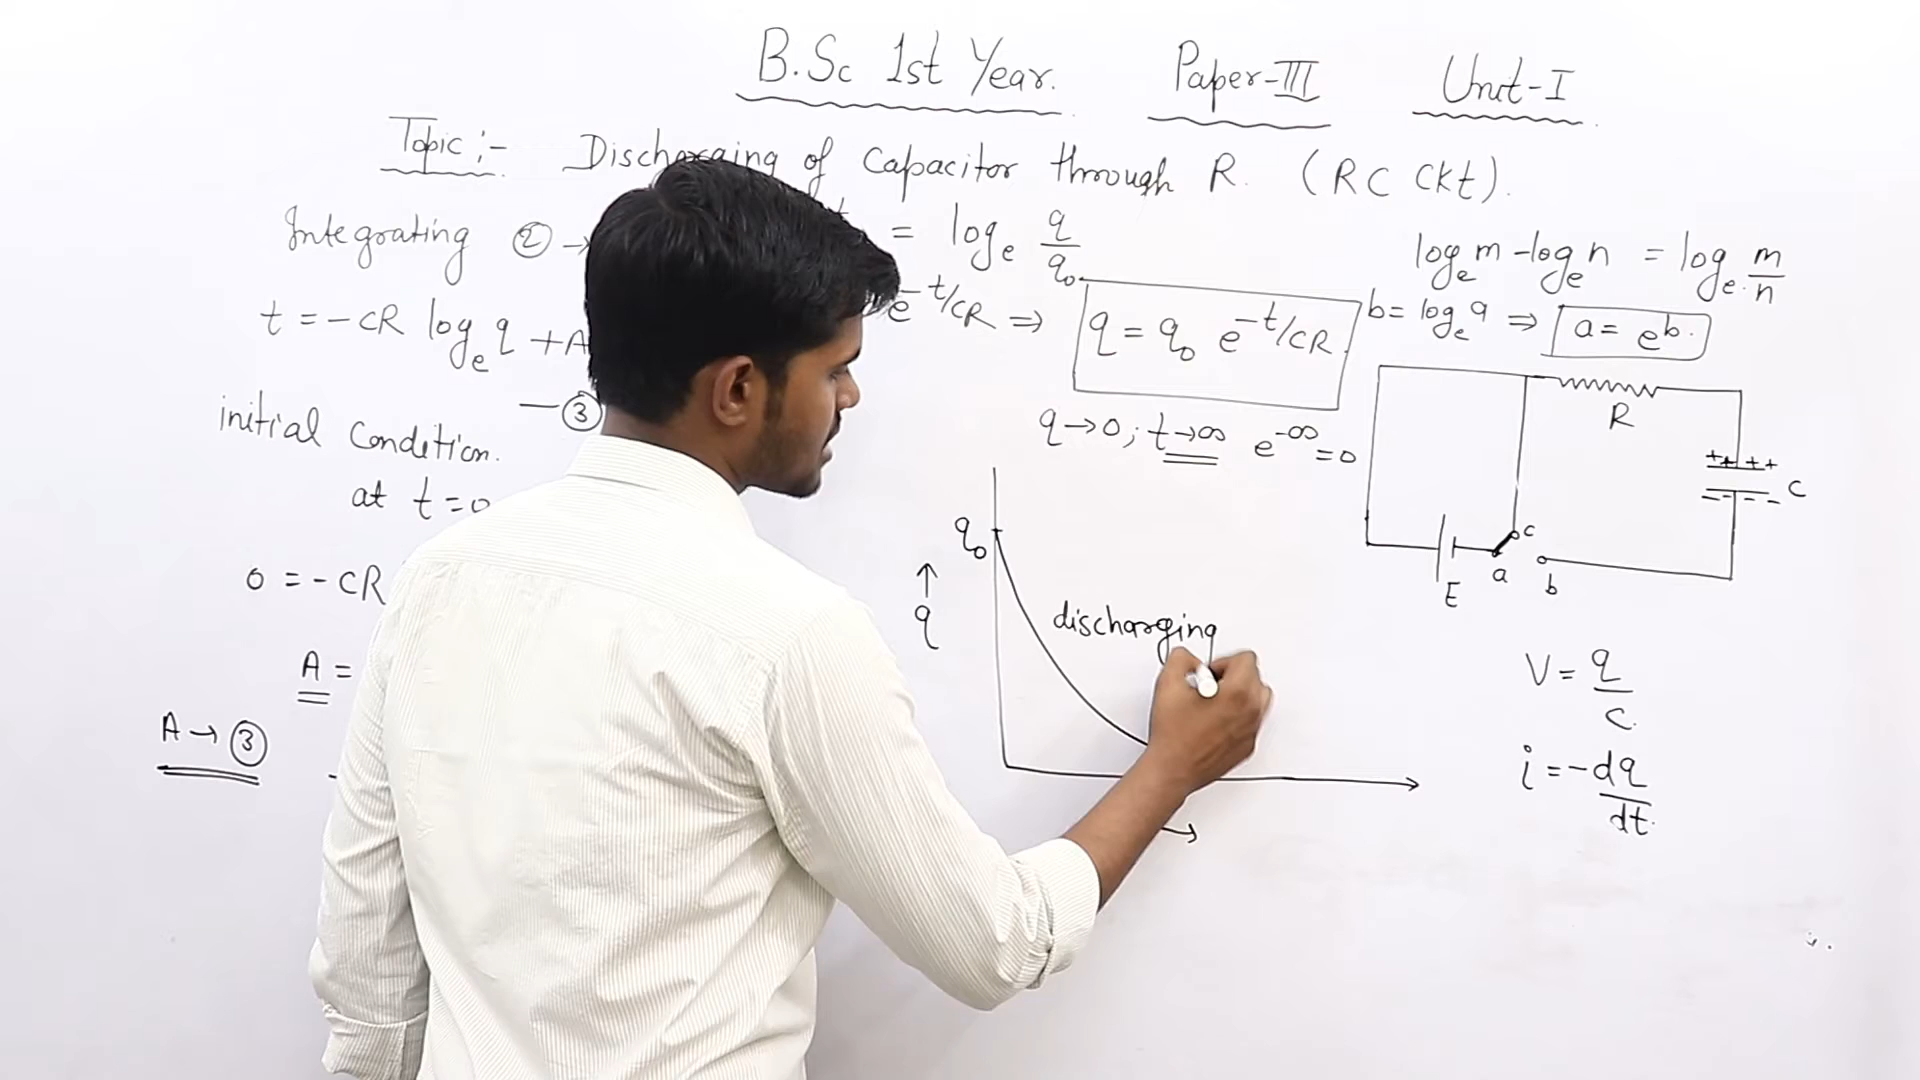 B.Sc 1st Year. Paper-III Unit-I
Topic :- Discharging of Capacitor through R. (RC Ckt).
Integrating ② →
t = -CR logₑ q + A
— ③
initial Condition.
at t=0
0 = -CR
A =
A → ③
= logₑ q/q₀
e^-t/CR ⇒
q = q₀ e^-t/CR.
q→0; t→∞ e^-∞ = 0
q₀
↑
q
discharging
→
logₑ m - logₑ n = logₑ. m/n
b = logₑ a ⇒ a = e^b.
R
+ + + +
- - - -
C
c
a
b
E
V = q/C.
i = -dq/dt.